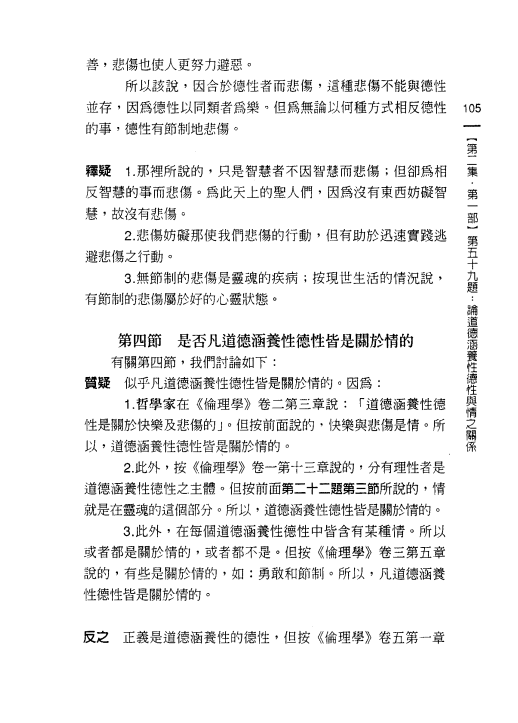 善，悲傷也使人更努力避惡。
所以該說，因合於德性者而悲傷，這種悲傷不能與德性
並存，因爲德性以同類者爲樂。但爲無論以何種方式相反德性
的事，德性有節制地悲傷。
釋疑　1.那裡所說的，只是智慧者不因智慧而悲傷；但卻爲相
反智慧的事而悲傷。爲此天上的聖人們，因爲沒有東西妨礙智
慧，故沒有悲傷。
2.悲傷妨礙那使我們悲傷的行動，但有助於迅速實踐逃
避悲傷之行動。
3.無節制的悲傷是靈魂的疾病；按現世生活的情況說，
有節制的悲傷屬於好的心靈狀態。
第四節　是否凡道德涵養性德性皆是關於情的
有關第四節，我們討論如下：
質疑　似乎凡道德涵養性德性皆是關於情的。因爲：
1.哲學家在《倫理學》卷二第三章說：「道德涵養性德
性是關於快樂及悲傷的」。但按前面說的，快樂與悲傷是情。所
以，道德涵養性德性皆是關於情的。
2.此外，按《倫理學》卷一第十三章說的，分有理性者是
道德涵養性德性之主體。但按前面第二十二題第三節所說的，情
就是在靈魂的這個部分。所以，道德涵養性德性皆是關於情的。
3.此外，在每個道德涵養性德性中皆含有某種情。所以
或者都是關於情的，或者都不是。但按《倫理學》卷三第五章
說的，有些是關於情的，如：勇敢和節制。所以，凡道德涵養
性德性皆是關於情的。
反之　正義是道德涵養性的德性，但按《倫理學》卷五第一章
105
【第二集．第一部】第五十九題：論道德涵養性德性與情之關係